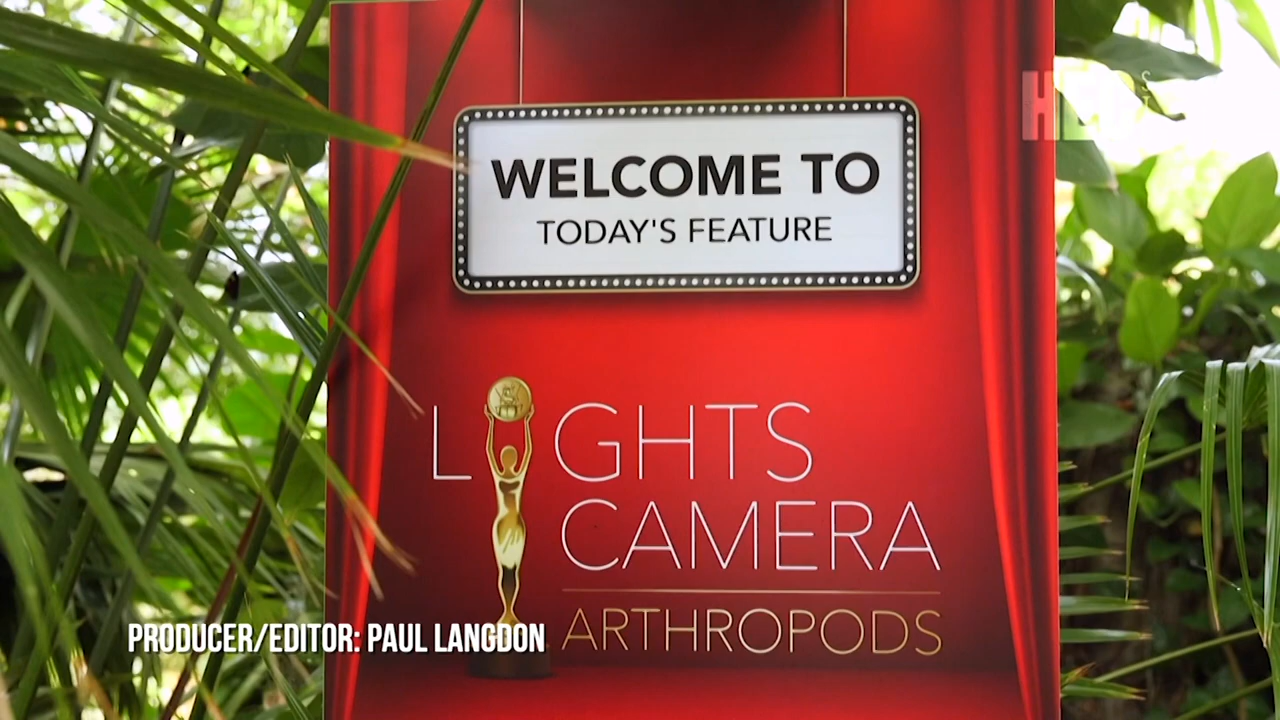 WELCOME TO
TODAY'S FEATURE
LIGHTS
CAMERA
ARTHROPODS
PRODUCER/EDITOR: PAUL LANGDON